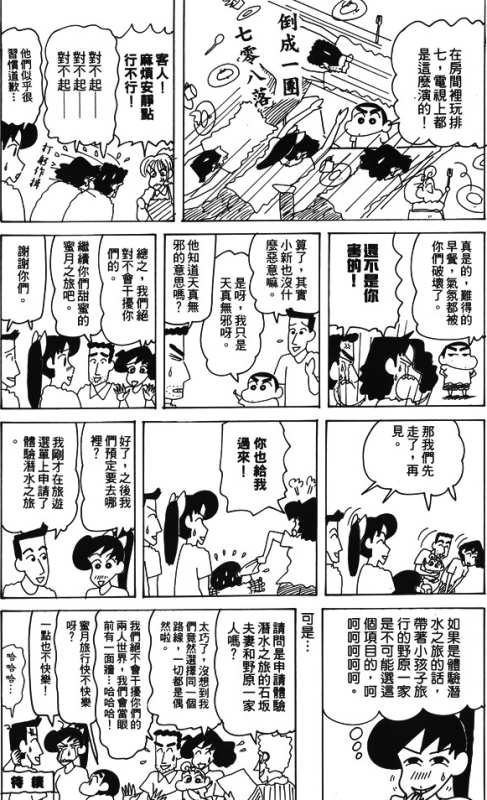 在房間裡玩排
七，電視上都
是這麼演的！
倒成一團
七零八落
客人！
麻煩安靜點
行不行！
對不起——
對不起——
對不起——
他們似乎很
習慣道歉…
真是的，難得的
早餐，氣氛都被
你們破壞了。
還不是你
害的！
算了，其實
小新也沒什
麼惡意嘛。
是呀，我只是
天真無邪呀。
他知道天真無
邪的意思嗎？
總之，我們絕
對不會干擾你
們的。
繼續你們甜蜜的
蜜月之旅吧。
謝謝你們。
那我們先
走了，再
見。
你也給我
過來！
好了，之後我
們預定要去哪
裡？
我剛才在旅遊
選單上申請了
體驗潛水之旅
。
如果是體驗潛
水之旅的話，
帶著小孩子旅
行的野原一家
是不可能選這
個項目的，呵
呵呵呵呵。
可是…
請問是申請體驗
潛水之旅的石坂
夫妻和野原一家
人嗎？
太巧了，沒想到我
們竟然選擇同一個
路線，一切都是偶
然啦。
我們絕不會干擾你們的
兩人世界，我們會當眼
前有一面牆…哈哈哈！
蜜月旅行快不快樂
呀？
一點也不快樂！
哈哈哈…
待續